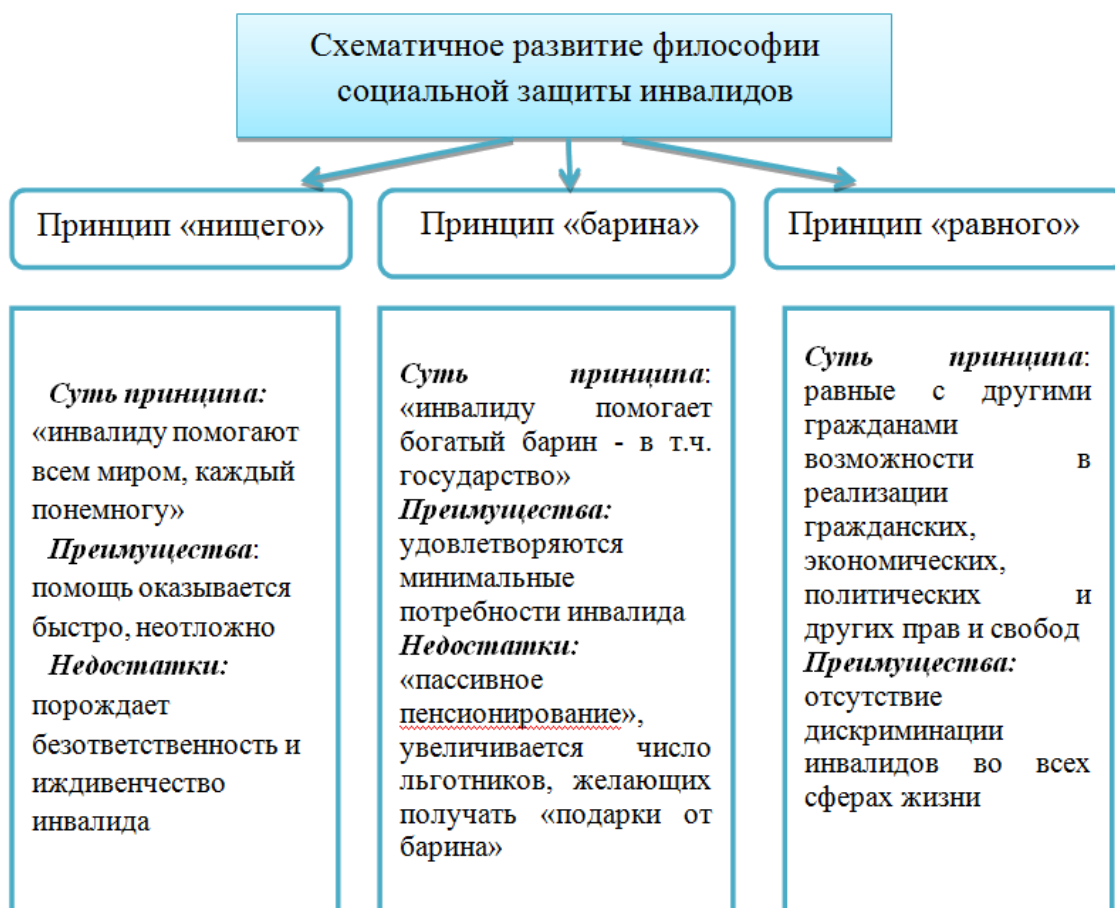 Схематичное развитие философии
социальной защиты инвалидов
Принцип «нищего»
Принцип «барина»
Принцип «равного»
Суть принципа:
«инвалиду помогают
всем миром, каждый
понемногу»
Преимущества:
помощь оказывается
быстро, неотложно
Недостатки:
порождает
безответственность и
иждивенчество
инвалида
Суть принципа:
«инвалиду помогает
богатый барин - в т.ч.
государство»
Преимущества:
удовлетворяются
минимальные
потребности инвалида
Недостатки:
«пассивное
пенсионирование»,
увеличивается число
льготников, желающих
получать «подарки от
барина»
Суть принципа:
равные с другими
гражданами
возможности в
реализации
гражданских,
экономических,
политических и
других прав и свобод
Преимущества:
отсутствие
дискриминации
инвалидов во всех
сферах жизни